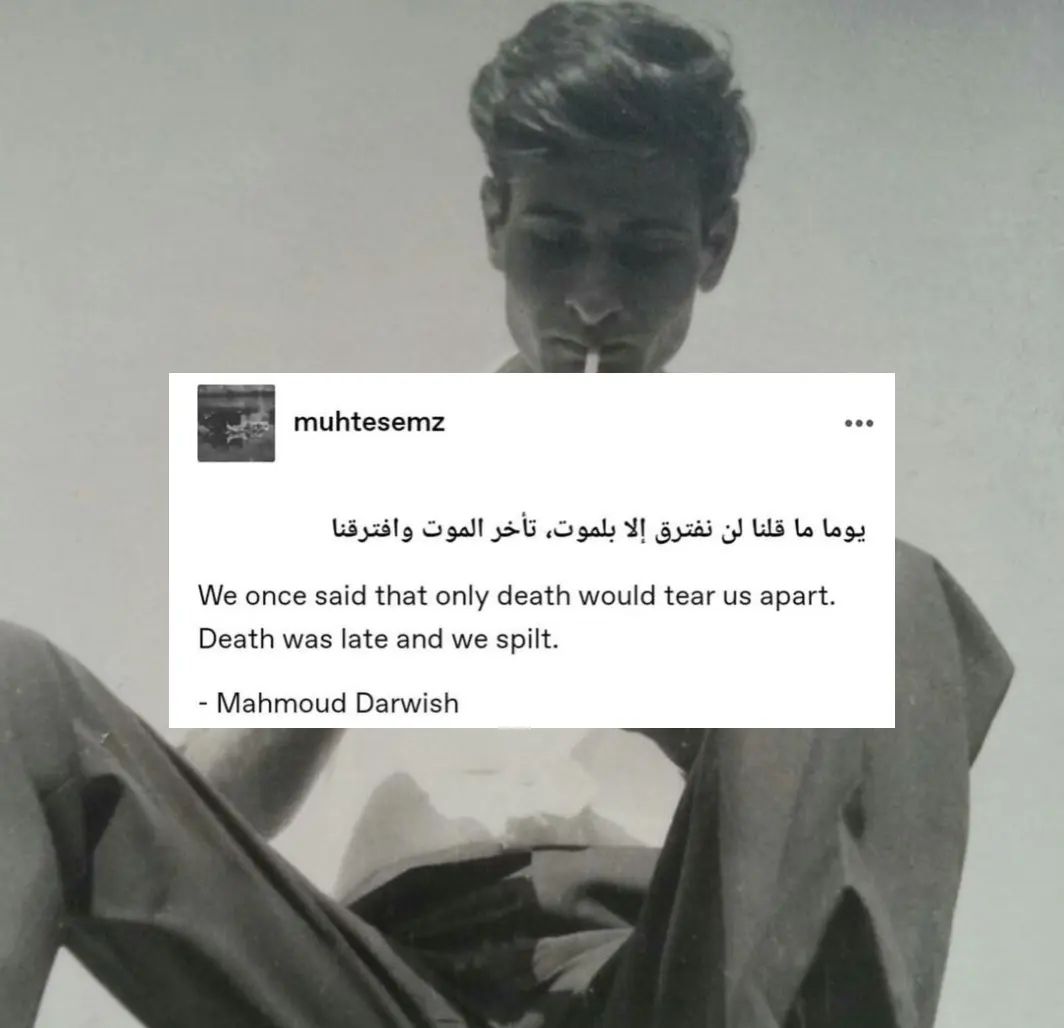 muhtesemz
يوما ما قلنا لن نفترق إلا بلموت، تأخر الموت وافترقنا
We once said that only death would tear us apart.
Death was late and we spilt.
- Mahmoud Darwish